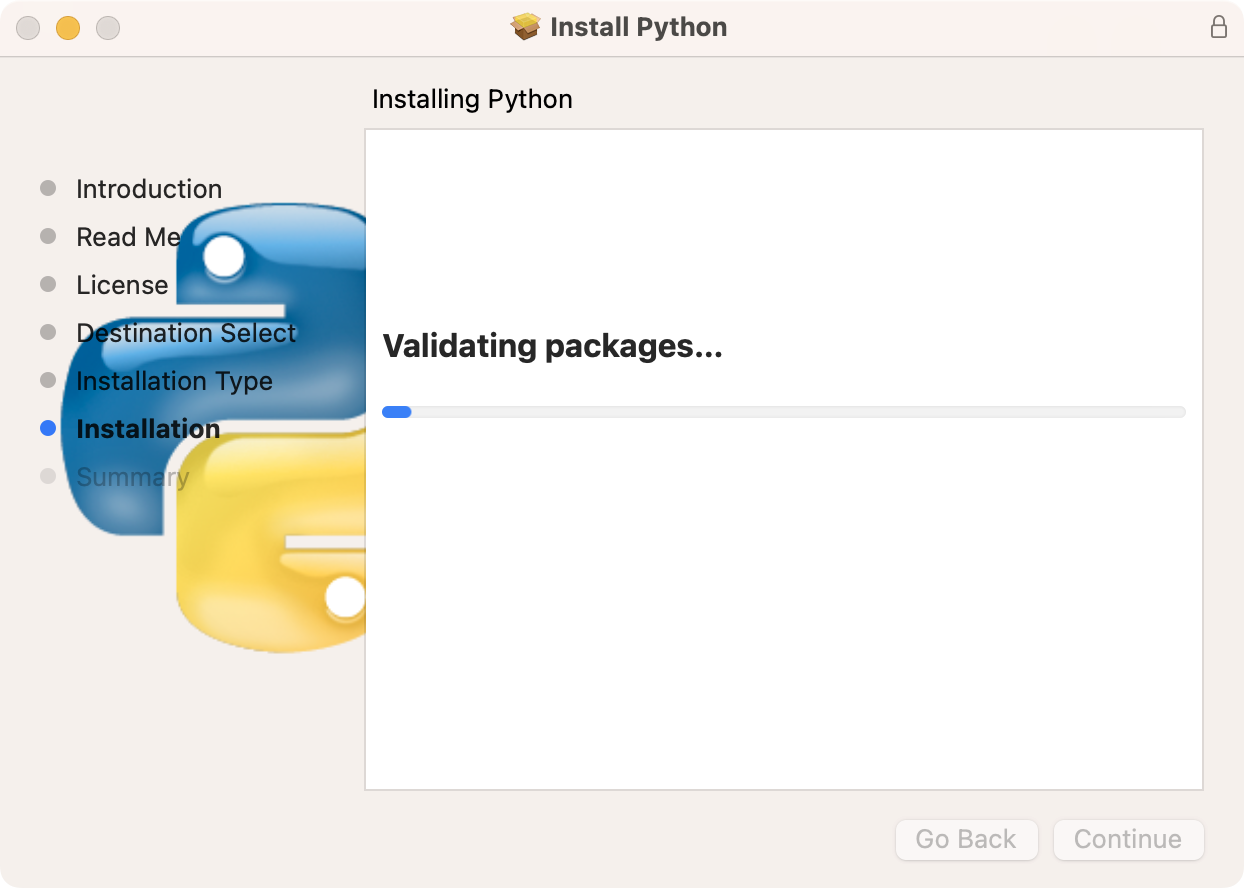 Install Python
Installing Python
Introduction
Read Me
License
Destination Select
Installation Type
Installation
Summary
Validating packages...
Go Back
Continue